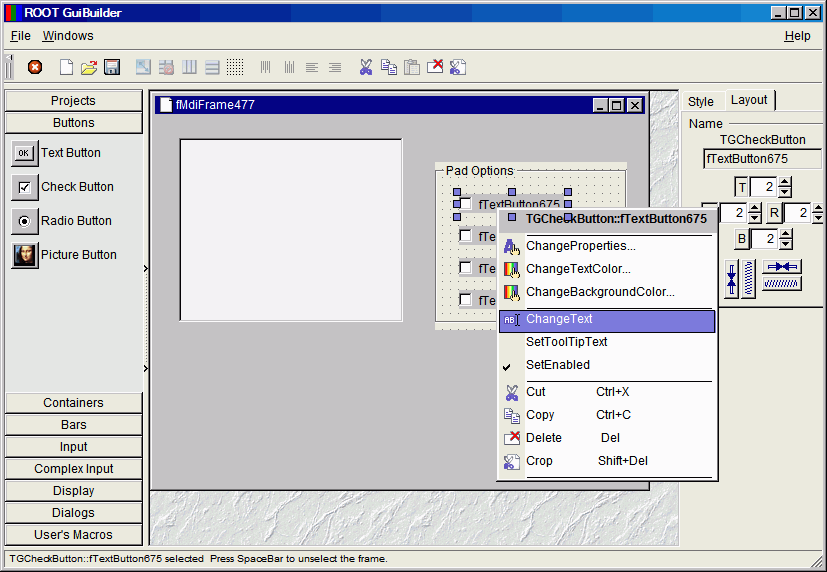 ROOT GuiBuilder
File Windows Help
Projects
Buttons
OK Text Button
Check Button
Radio Button
Picture Button
Containers
Bars
Input
Complex Input
Display
Dialogs
User's Macros
fMdiFrame477
Pad Options
fTextButton675
fTe
fTe
fTe
TGCheckButton::fTextButton675
ChangeProperties...
ChangeTextColor...
ChangeBackgroundColor...
ChangeText
SetToolTipText
SetEnabled
Cut Ctrl+X
Copy Ctrl+C
Delete Del
Crop Shift+Del
Style Layout
Name
TGCheckButton
fTextButton675
T 2
2 R 2
B 2
TGCheckButton::fTextButton675 selected Press SpaceBar to unselect the frame.